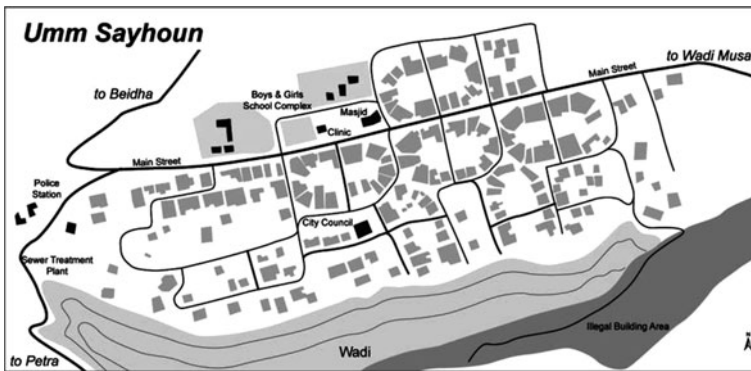 Umm Sayhoun
to Wadi Musa
to Beidha
Boys & Girls
School Complex
Main Street
Masjid
Clinic
Main Street
Police
Station
City Council
Sewer Treatment
Plant
Illegal Building Area
Wadi
to Petra